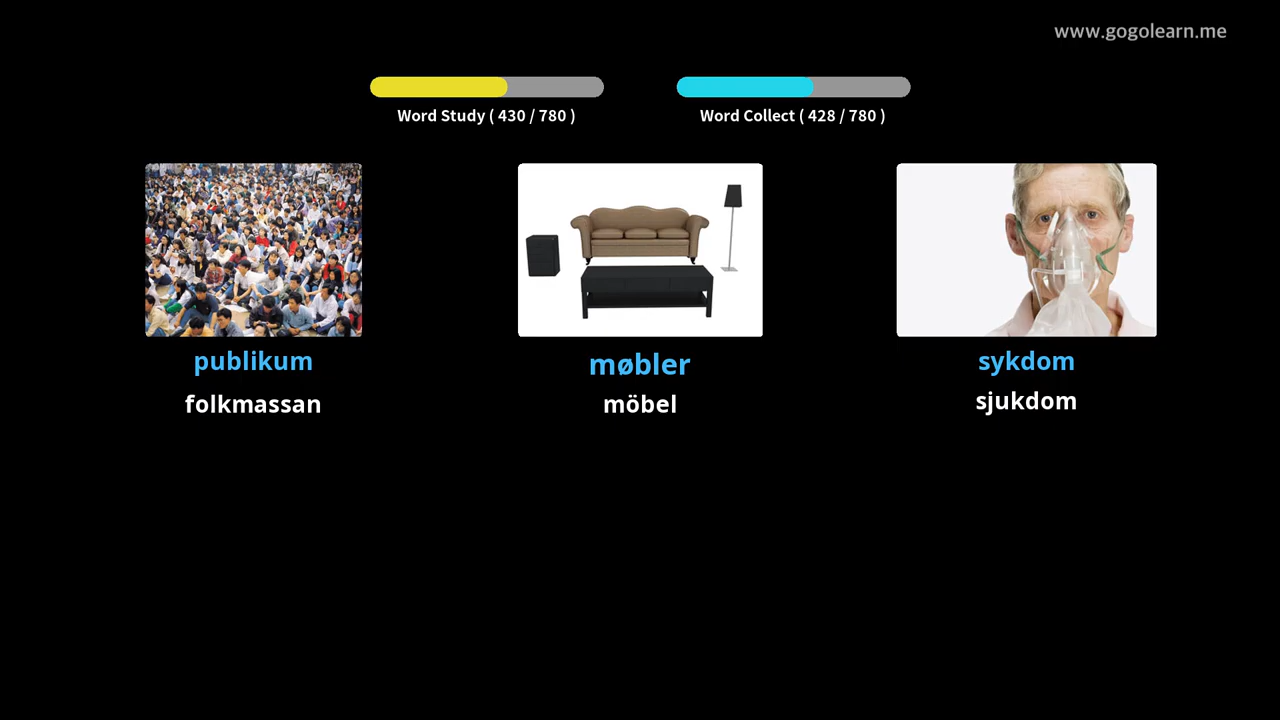 www.gogolearn.me
Word Study ( 430 / 780 )
Word Collect ( 428 / 780 )
publikum
møbler
sykdom
folkmassan
möbel
sjukdom